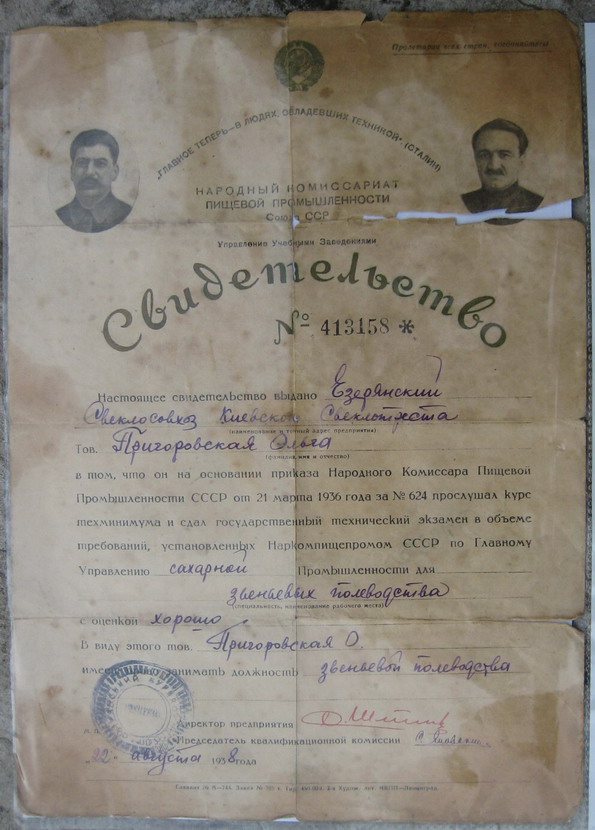 Пролетарии всех стран, соединяйтесь
„ГЛАВНОЕ ТЕПЕРЬ—В ЛЮДЯХ, ОВЛАДЕВШИХ ТЕХНИКОЙ“ (СТАЛИН)
НАРОДНЫЙ КОМИССАРИАТ
ПИЩЕВОЙ ПРОМЫШЛЕННОСТИ
Союза ССР
Управление Учебными Заведениями
Свидетельство
№ 413158 *
Настоящее свидетельство выдано Езерянский
Свеклосовхоз Киевского Свеклотреста
(наименование и точный адрес предприятия)
Тов. Пригоровская Ольга
(фамилия, имя и отчество)
в том, что он на основании приказа Народного Комиссара Пищевой
Промышленности СССР от 21 марта 1936 года за № 624 прослушал курс
техминимума и сдал государственный технический экзамен в объеме
требований, установленных Наркомпищепромом СССР по Главному
Управлению сахарной Промышленности для
звеньевых полеводства
(специальность, наименование рабочего места)
с оценкой хорошо
В виду этого тов. Пригоровская О.
занимать должность звеньевой полеводства
Директор предприятия
Председатель квалификационной комиссии
22 августа 1938 года